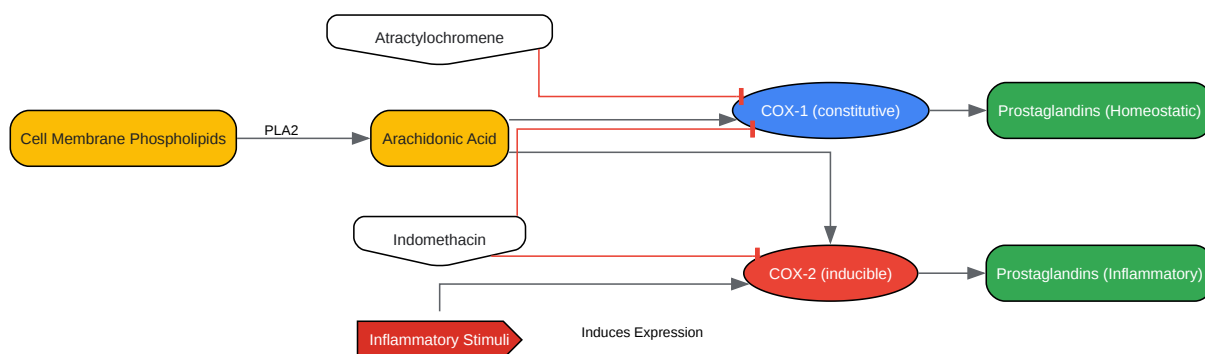 Atractylochromene
COX-1 (constitutive)
Prostaglandins (Homeostatic)
Cell Membrane Phospholipids
PLA2
Arachidonic Acid
Indomethacin
COX-2 (inducible)
Prostaglandins (Inflammatory)
Inflammatory Stimuli
Induces Expression